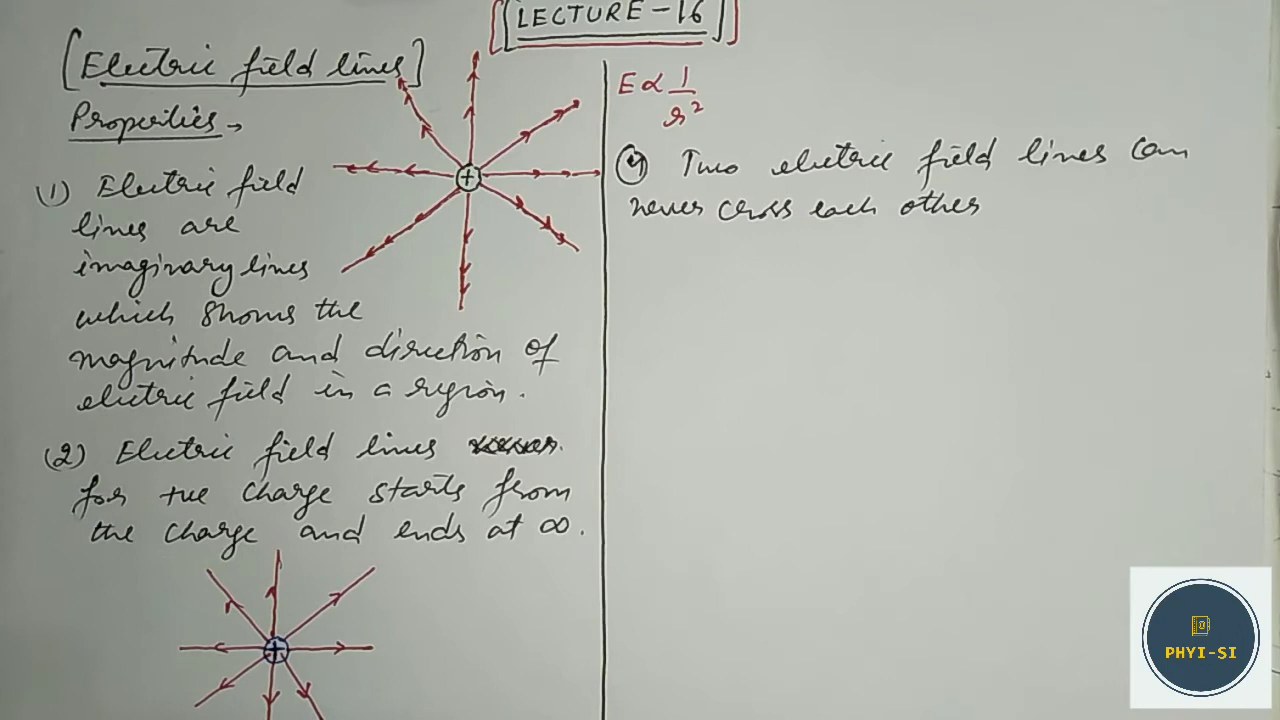 [[LECTURE - 16]]
[Electric field lines]
Properties →
(1) Electric field
lines are
imaginary lines
which shows the
magnitude and direction of
electric field in a region.
(2) Electric field lines
for +ve charge starts from
the charge and ends at ∞.
+
+
E ∝ 1/r²
(4) Two electric field lines can
never cross each other
PHYI-SI